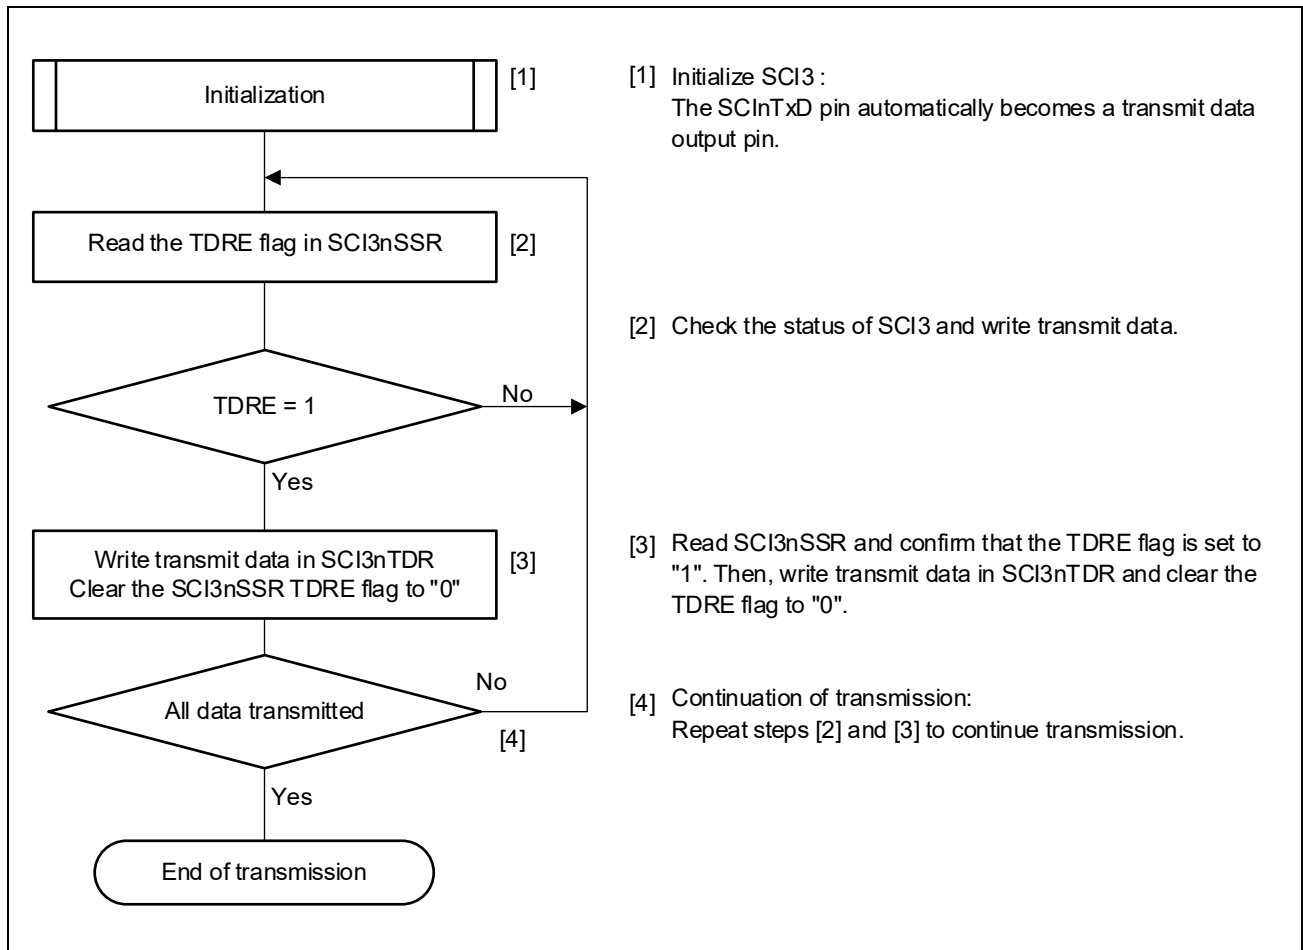 Initialization
[1]
Read the TDRE flag in SCI3nSSR
[2]
TDRE = 1
No
Yes
Write transmit data in SCI3nTDR
Clear the SCI3nSSR TDRE flag to "0"
[3]
All data transmitted
No
[4]
Yes
End of transmission
[1] Initialize SCI3 :
The SCInTxD pin automatically becomes a transmit data
output pin.
[2] Check the status of SCI3 and write transmit data.
[3] Read SCI3nSSR and confirm that the TDRE flag is set to
"1". Then, write transmit data in SCI3nTDR and clear the
TDRE flag to "0".
[4] Continuation of transmission:
Repeat steps [2] and [3] to continue transmission.